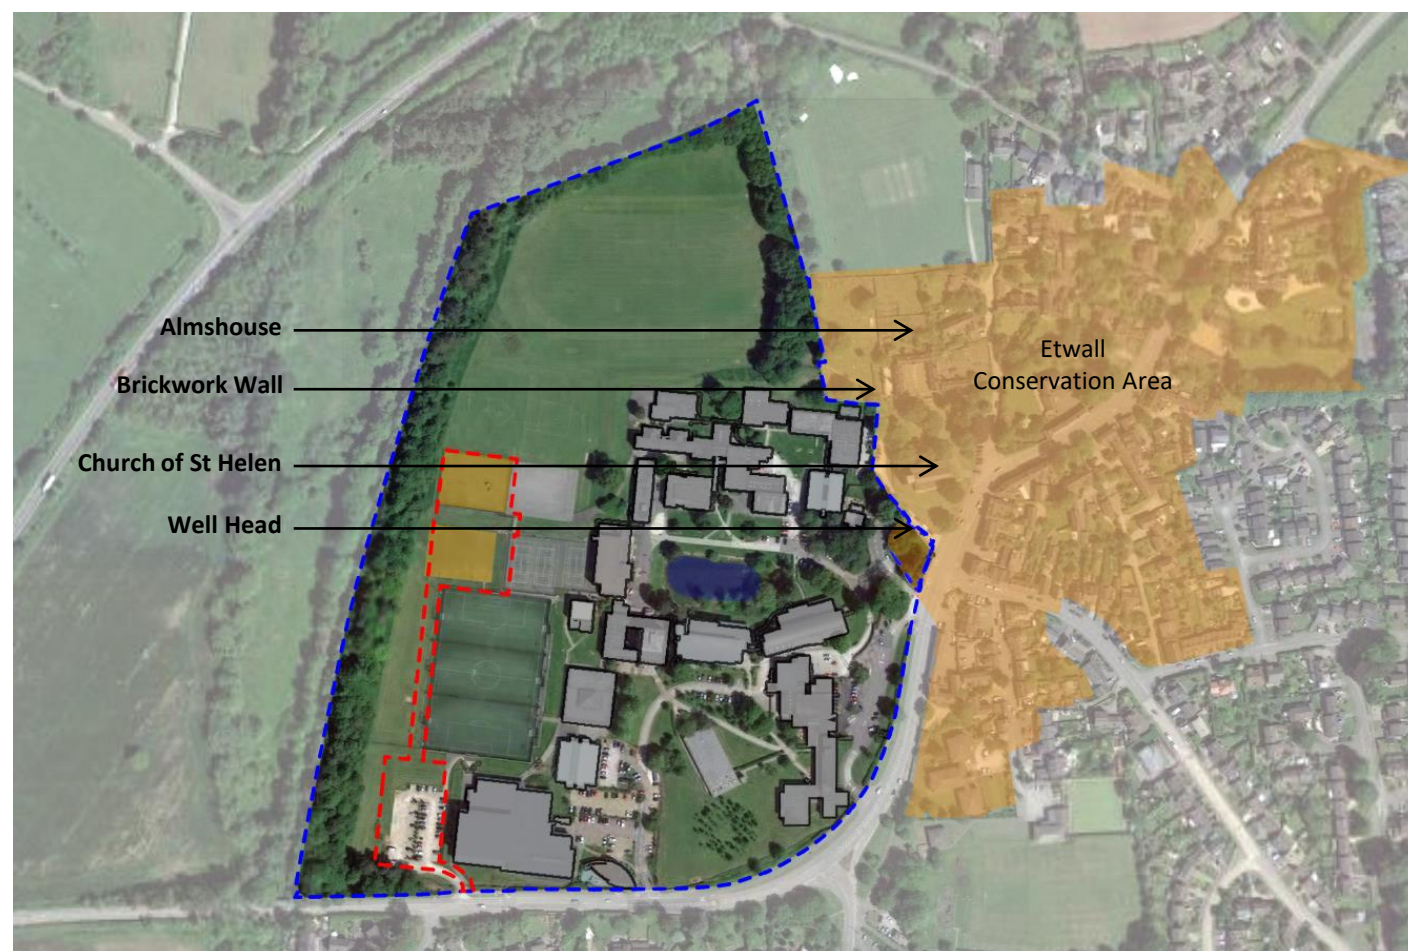 Almshouse
Brickwork Wall
Church of St Helen
Well Head
Etwall
Conservation Area